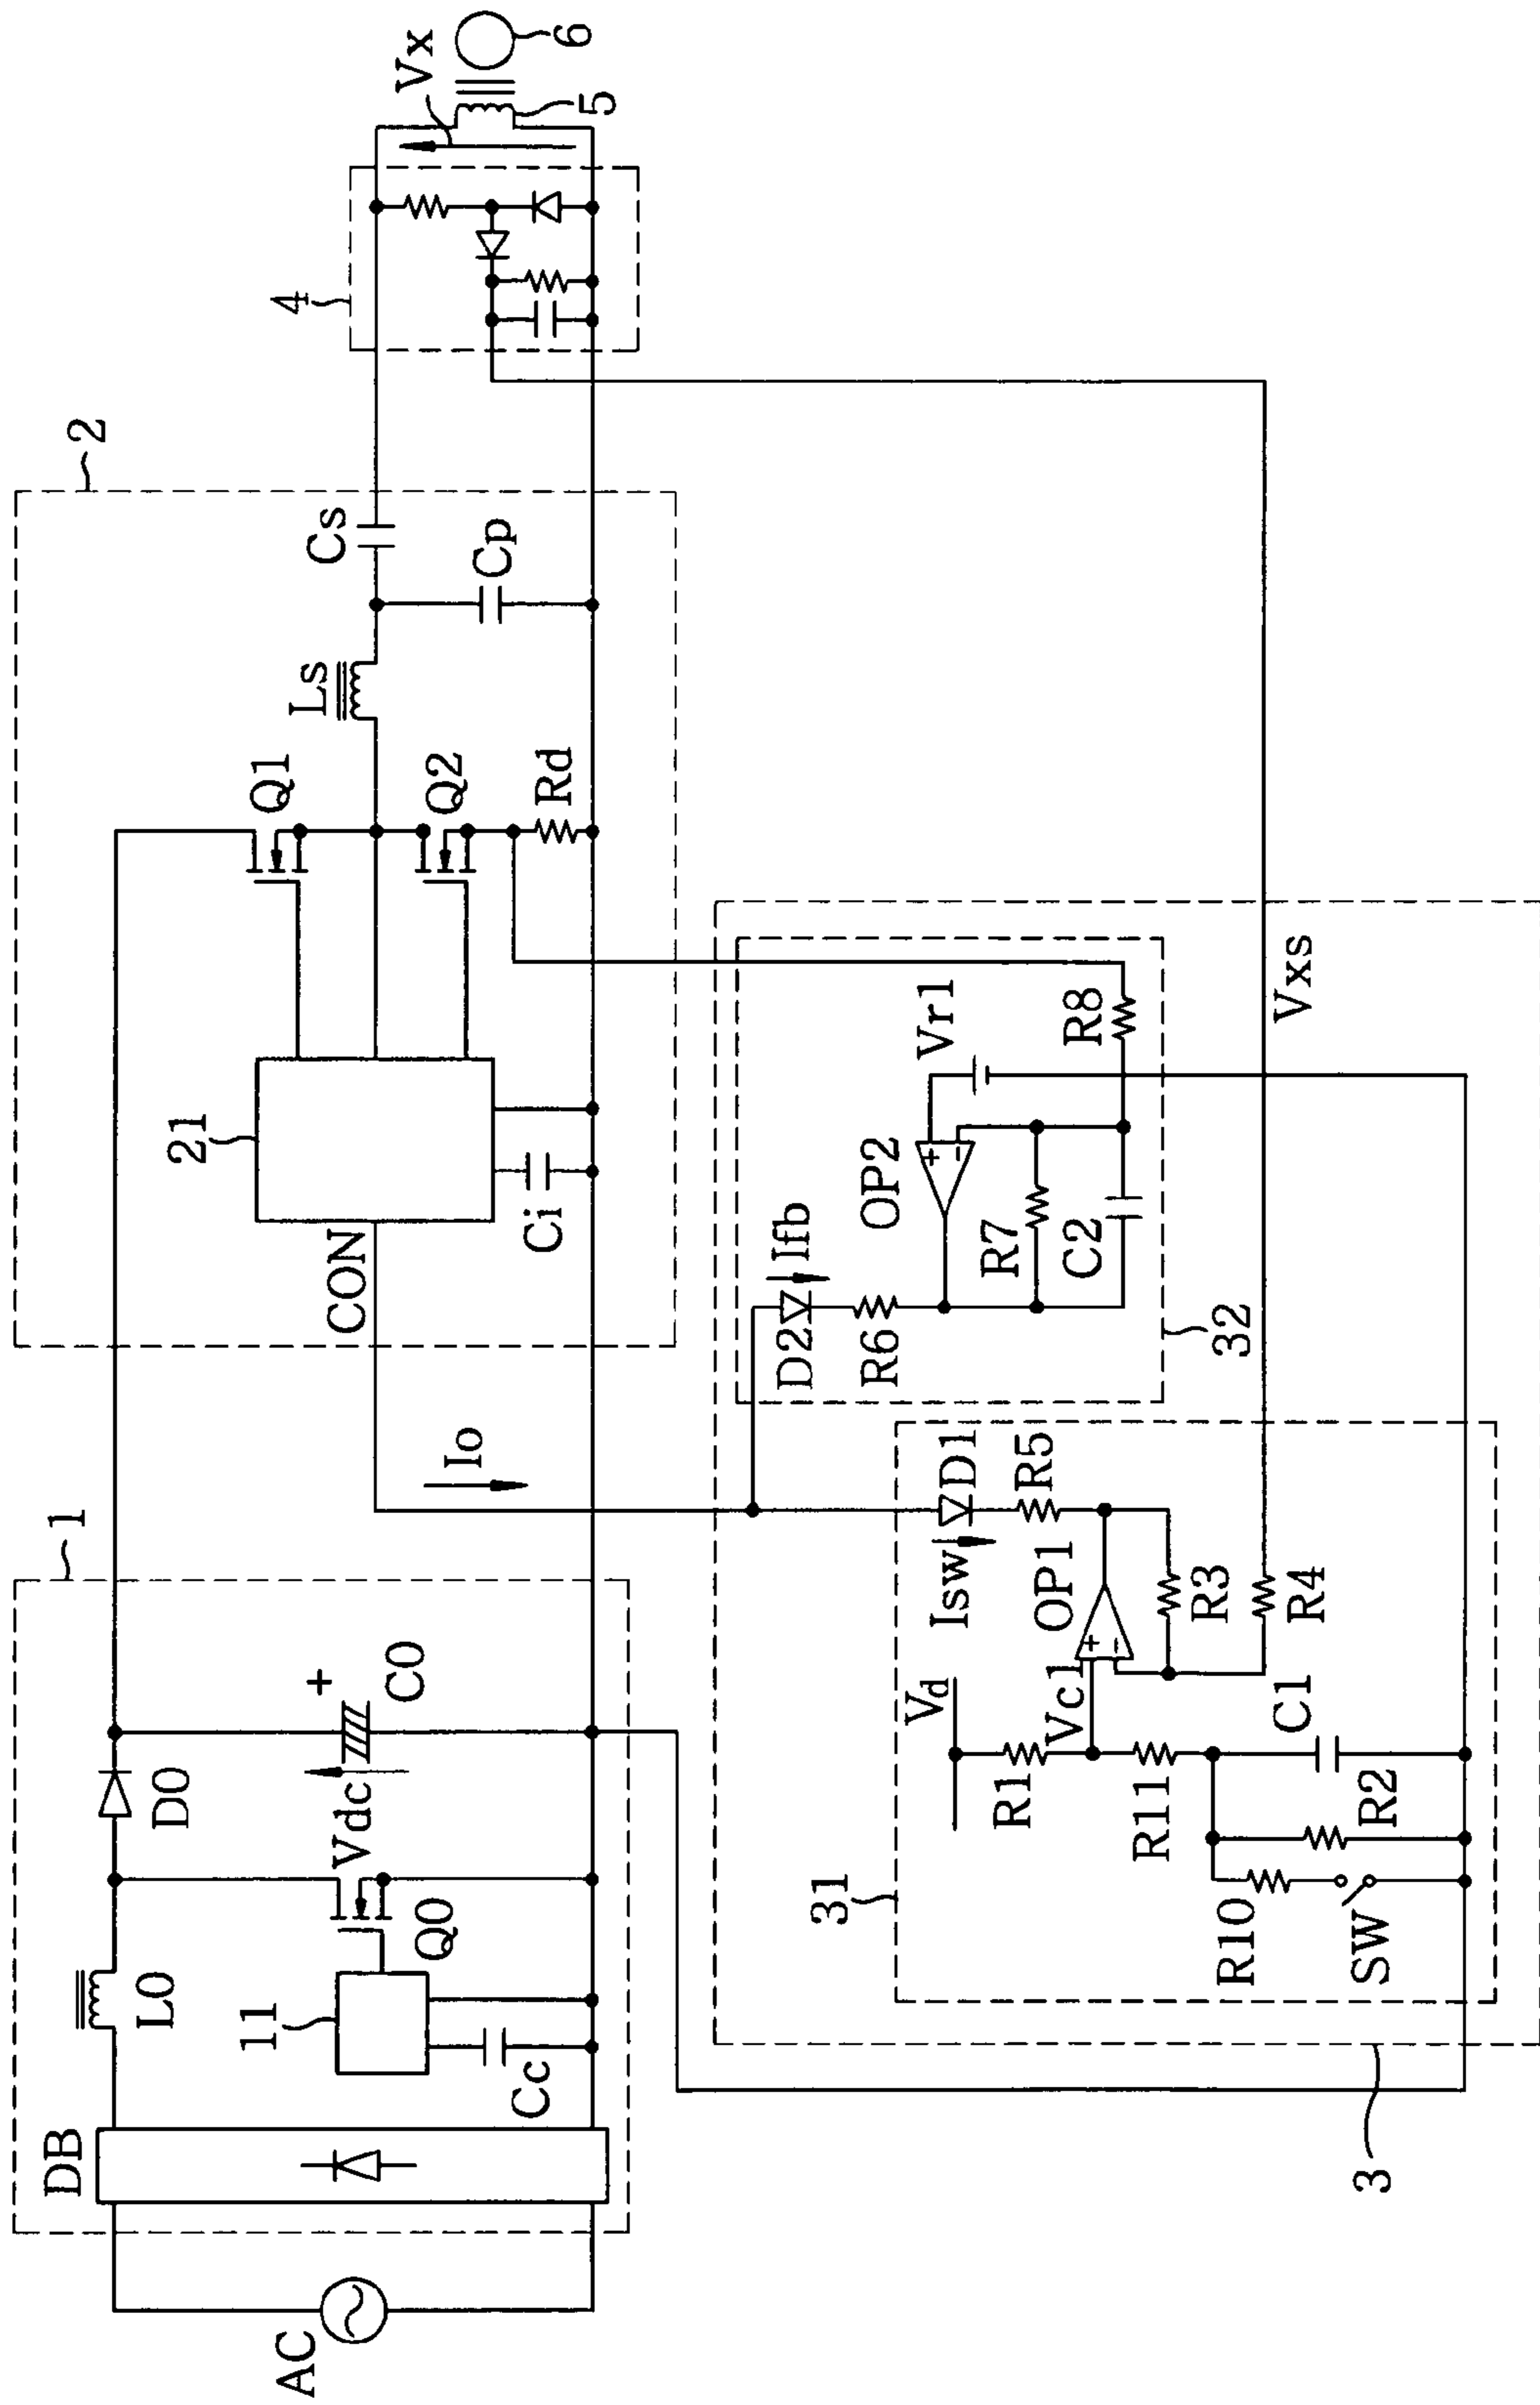 AC
DB
L0
11
Cc
Q0
Vdc
D0
+
C0
1
Io
CON
21
Ci
Q1
Q2
Rd
Ls
Cs
Cp
2
4
Vx
5
6
3
31
R10
SW
R11
R2
R1
C1
Vd
Vc1
+
-
OP1
Isw
D1
R5
R3
R4
32
D2
Ifb
R6
OP2
+
-
R7
C2
Vr1
R8
Vxs